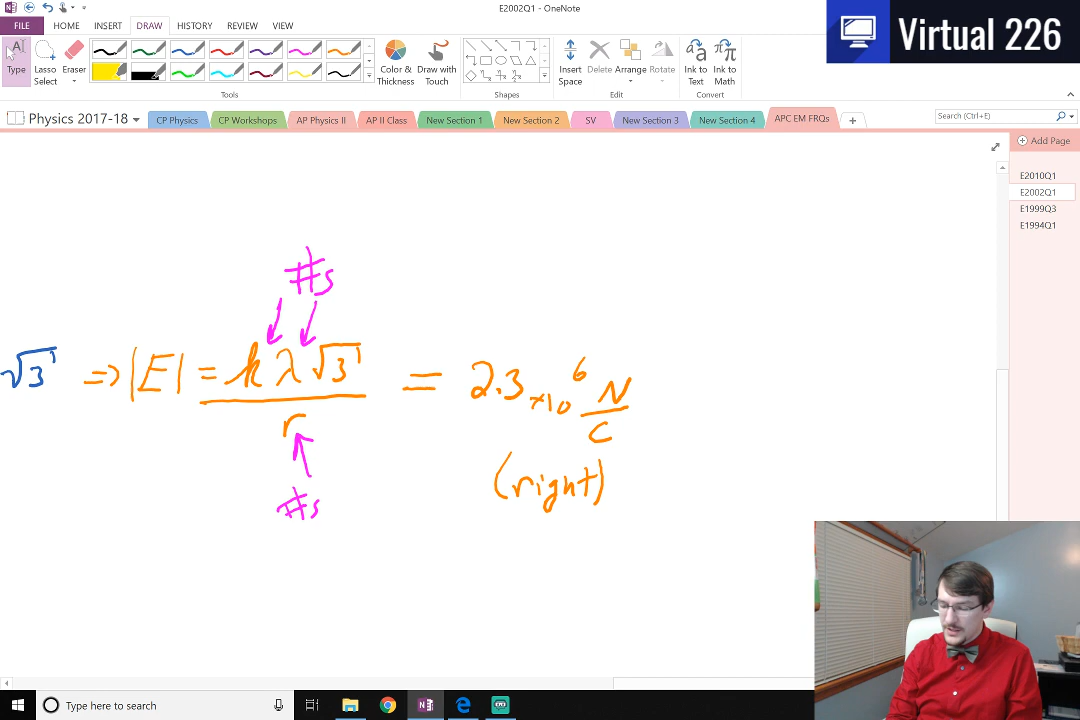 E2002Q1 - OneNote
FILE HOME INSERT DRAW HISTORY REVIEW VIEW
Virtual 226
Type Lasso Select Eraser Color & Thickness Draw with Touch Insert Space Delete Arrange Rotate Ink to Text Ink to Math
Tools Shapes Edit Convert
Physics 2017-18 CP Physics CP Workshops AP Physics II AP II Class New Section 1 New Section 2 SV New Section 3 New Section 4 APC EM FRQs Search (Ctrl+E)
Add Page
E2010Q1
E2002Q1
E1999Q3
E1994Q1
#s
√3 => |E| = kλ√3 / r = 2.3 x10^6 N/C
(right)
#s
Type here to search